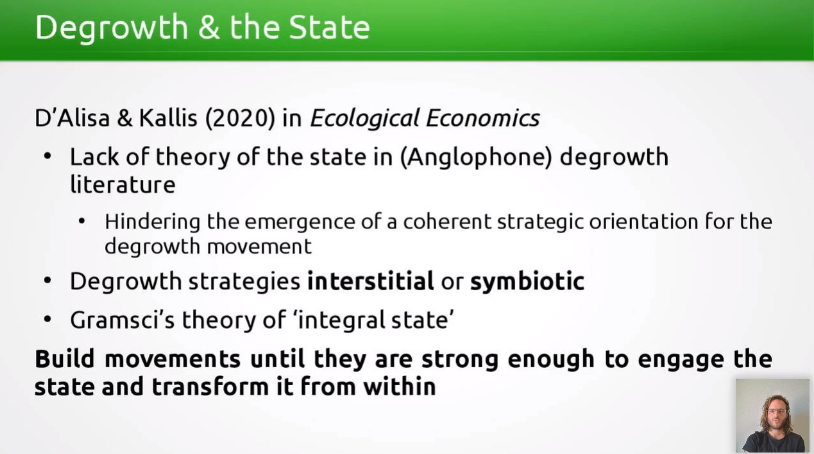 Degrowth & the State
D'Alisa & Kallis (2020) in Ecological Economics
• Lack of theory of the state in (Anglophone) degrowth
literature
• Hindering the emergence of a coherent strategic orientation for the
degrowth movement
• Degrowth strategies interstitial or symbiotic
• Gramsci's theory of 'integral state'
Build movements until they are strong enough to engage the
state and transform it from within